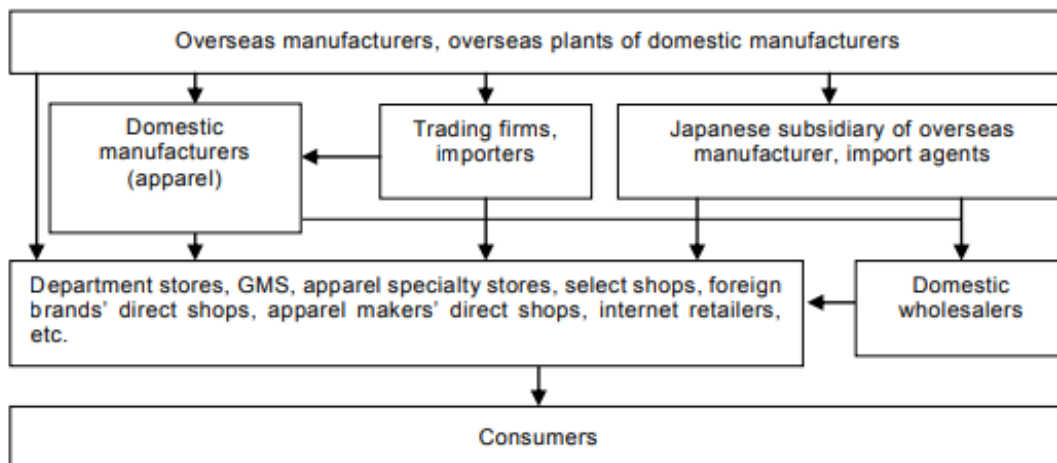 Overseas manufacturers, overseas plants of domestic manufacturers
Domestic
manufacturers
(apparel)
Trading firms,
importers
Japanese subsidiary of overseas
manufacturer, import agents
Department stores, GMS, apparel specialty stores, select shops, foreign
brands’ direct shops, apparel makers’ direct shops, internet retailers,
etc.
Domestic
wholesalers
Consumers